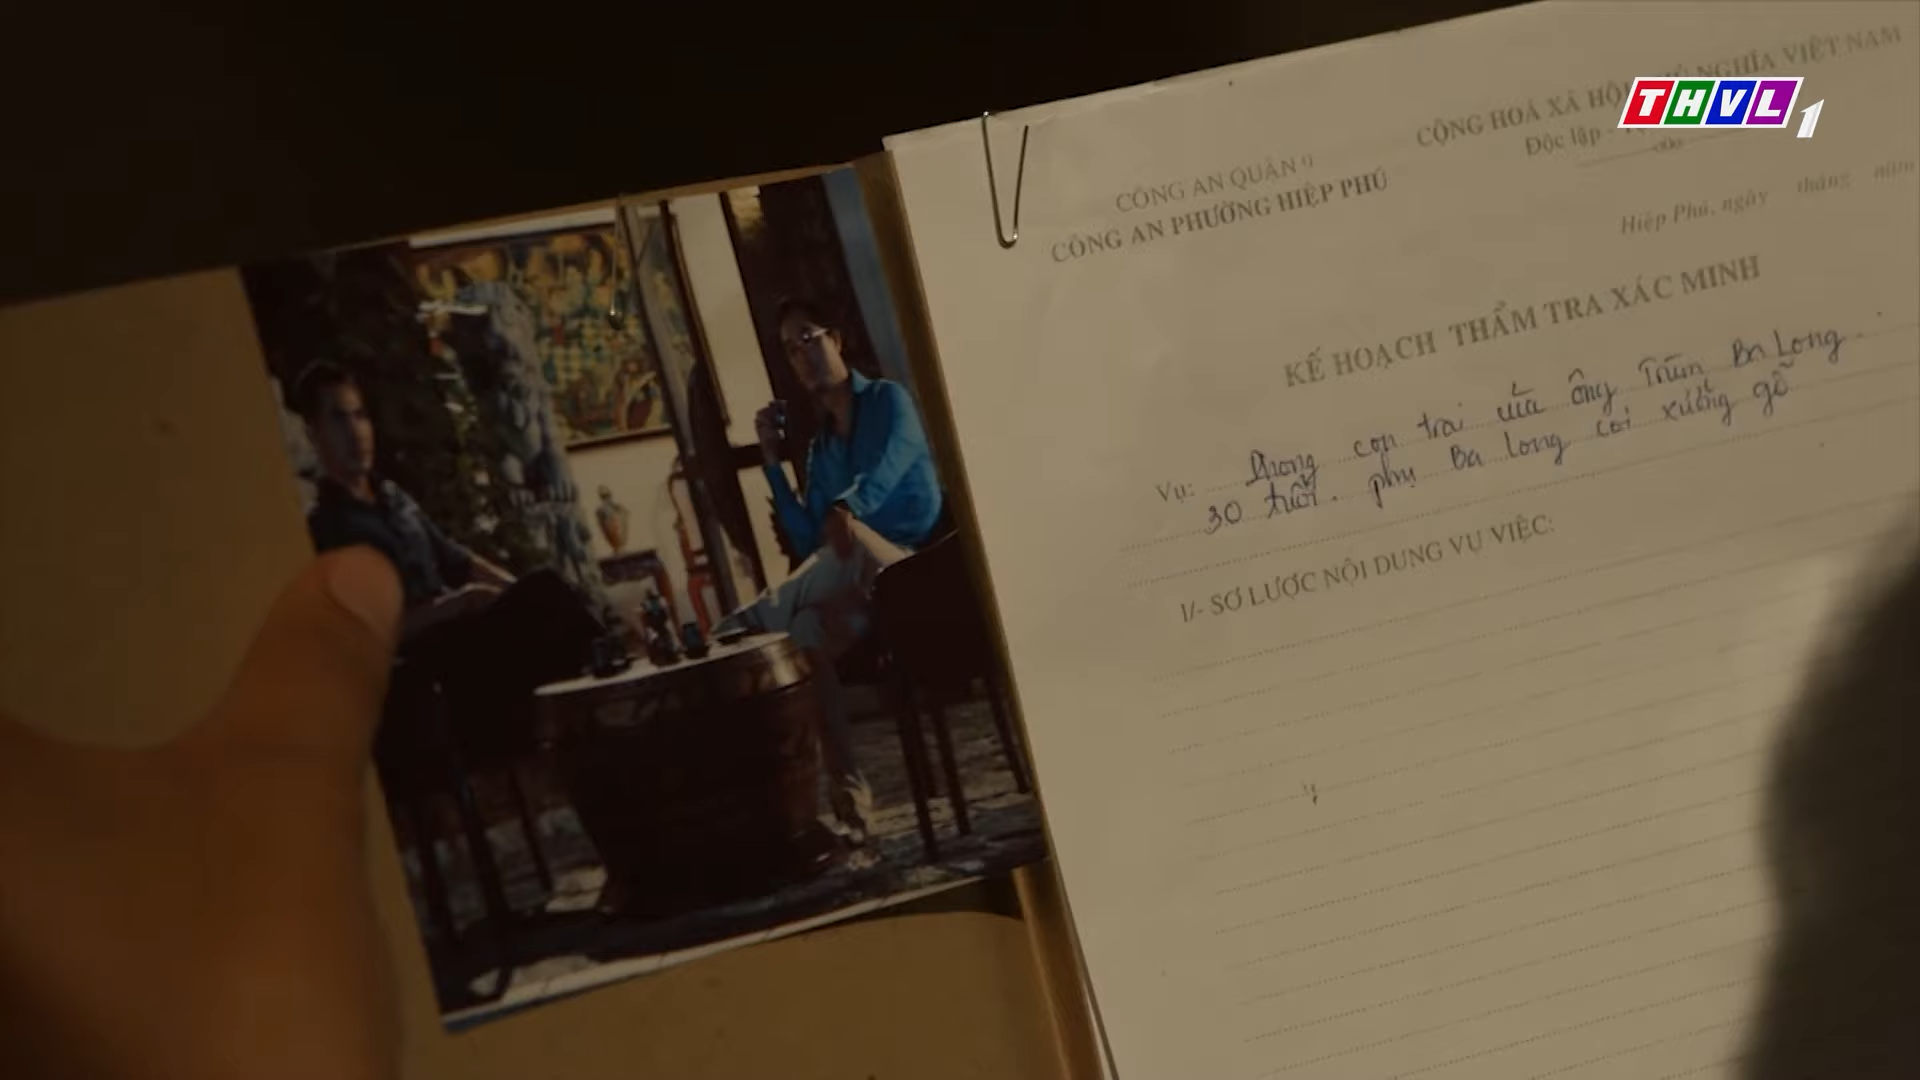 THVL1
CÔNG AN QUẬN 9
CÔNG AN PHƯỜNG HIỆP PHÚ
CỘNG HOÀ XÃ HỘI CHỦ NGHĨA VIỆT NAM
Độc lập -
Hiệp Phú, ngày tháng năm
KẾ HOẠCH THẨM TRA XÁC MINH
Vụ: Phong con trai của ông Trùm Ba Long.
30 tuổi. phụ Ba Long coi xưởng gỗ
I/- SƠ LƯỢC NỘI DUNG VỤ VIỆC: